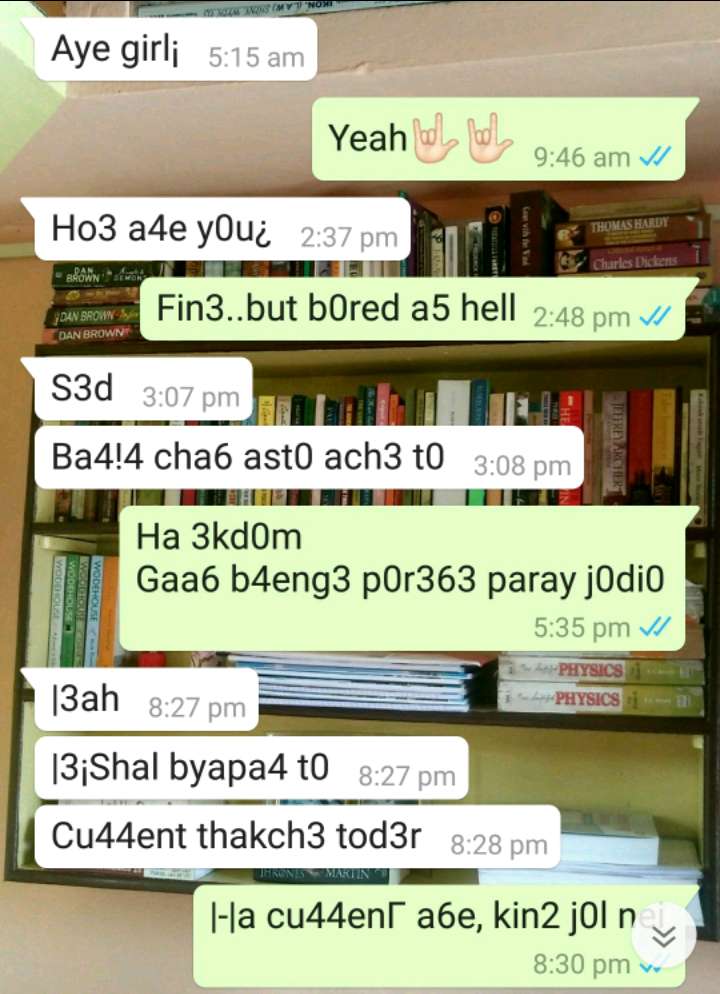 Aye girl¡ 5:15 am
Yeah🤟🤟 9:46 am
Ho3 a4e y0u¿ 2:37 pm
THOMAS HARDY
Charles Dickens
DAN BROWN
Fin3..but b0red a5 hell 2:48 pm
DAN BROWN
DAN BROWN
S3d 3:07 pm
Ba4!4 cha6 ast0 ach3 t0 3:08 pm
Ha 3kd0m
Gaa6 b4eng3 p0r363 paray j0di0
5:35 pm
WODEHOUSE
WODEHOUSE
WODEHOUSE
PHYSICS
|3ah 8:27 pm
PHYSICS
|3¡Shal byapa4 t0 8:27 pm
Cu44ent thakch3 tod3r 8:28 pm
THRONES MARTIN
|-|a cu44enΓ a6e, kin2 j0l nei
8:30 pm